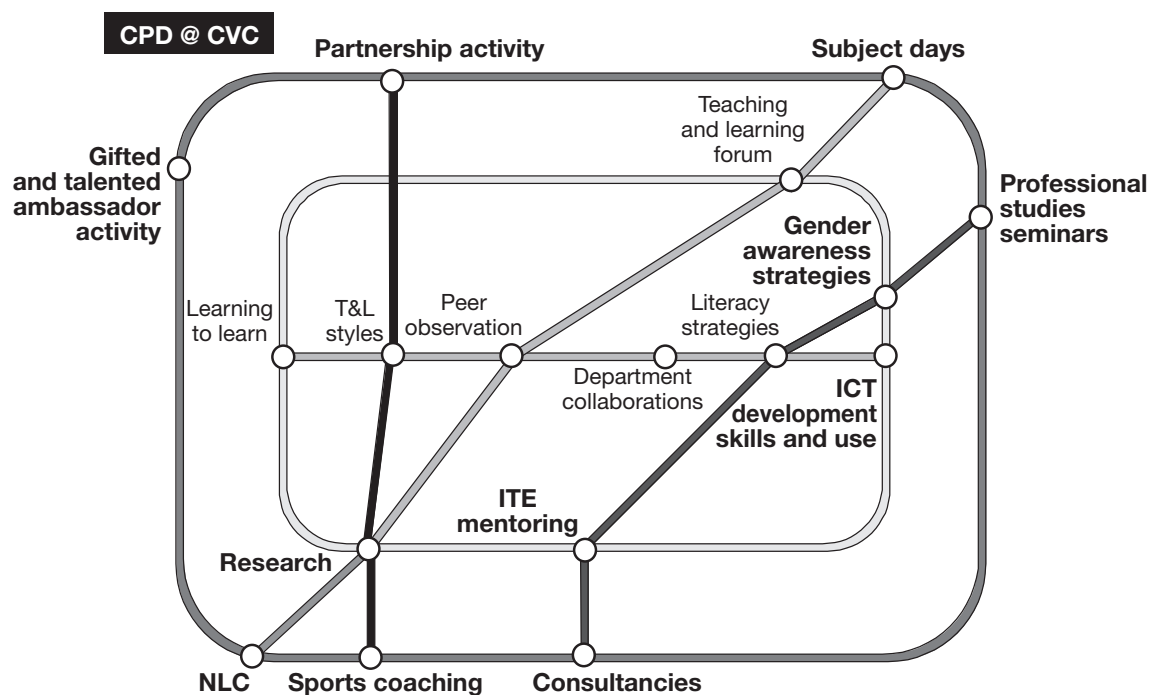 CPD @ CVC
Partnership activity
Subject days
Teaching
and learning
forum
Gifted
and talented
ambassador
activity
Professional
studies
seminars
Gender
awareness
strategies
Learning
to learn
T&L
styles
Peer
observation
Literacy
strategies
Department
collaborations
ICT
development
skills and use
ITE
mentoring
Research
NLC
Sports coaching
Consultancies